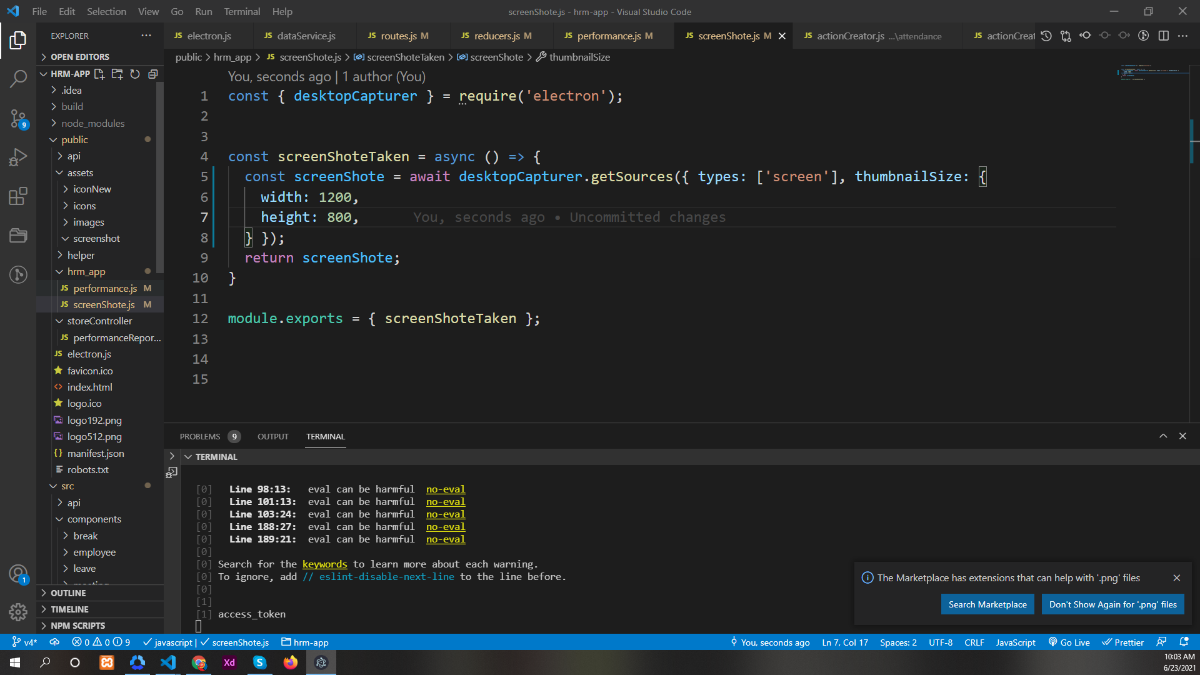 File Edit Selection View Go Run Terminal Help
screenShote.js - hrm-app - Visual Studio Code
EXPLORER
OPEN EDITORS
HRM-APP
.idea
build
node_modules
public
api
assets
iconNew
icons
images
screenshot
helper
hrm_app
JS performance.js M
JS screenShote.js M
storeController
JS performanceRepor...
JS electron.js
favicon.ico
index.html
logo.ico
logo192.png
logo512.png
manifest.json
robots.txt
src
api
components
break
employee
leave
OUTLINE
TIMELINE
NPM SCRIPTS
JS electron.js JS dataService.js JS routes.js M JS reducers.js M JS performance.js M JS screenShote.js M JS actionCreator.js ...\attendance JS actionCreat
public > hrm_app > JS screenShote.js > screenShoteTaken > screenShote > thumbnailSize
You, seconds ago | 1 author (You)
1 const { desktopCapturer } = require('electron');
2
3
4 const screenShoteTaken = async () => {
5 const screenShote = await desktopCapturer.getSources({ types: ['screen'], thumbnailSize: {
6 width: 1200,
7 height: 800, You, seconds ago • Uncommitted changes
8 } });
9 return screenShote;
10 }
11
12 module.exports = { screenShoteTaken };
13
14
15
PROBLEMS 9 OUTPUT TERMINAL
TERMINAL
[0] Line 98:13: eval can be harmful no-eval
[0] Line 101:13: eval can be harmful no-eval
[0] Line 103:24: eval can be harmful no-eval
[0] Line 188:27: eval can be harmful no-eval
[0] Line 189:21: eval can be harmful no-eval
[0]
[0] Search for the keywords to learn more about each warning.
[0] To ignore, add // eslint-disable-next-line to the line before.
[0]
[1]
[1] access_token
The Marketplace has extensions that can help with '.png' files
Search Marketplace Don't Show Again for '.png' files
9
1
v4* 0 0 9 javascript | screenShote.js hrm-app You, seconds ago Ln 7, Col 17 Spaces: 2 UTF-8 CRLF JavaScript Go Live Prettier
Xd
S
10:03 AM
6/23/2021